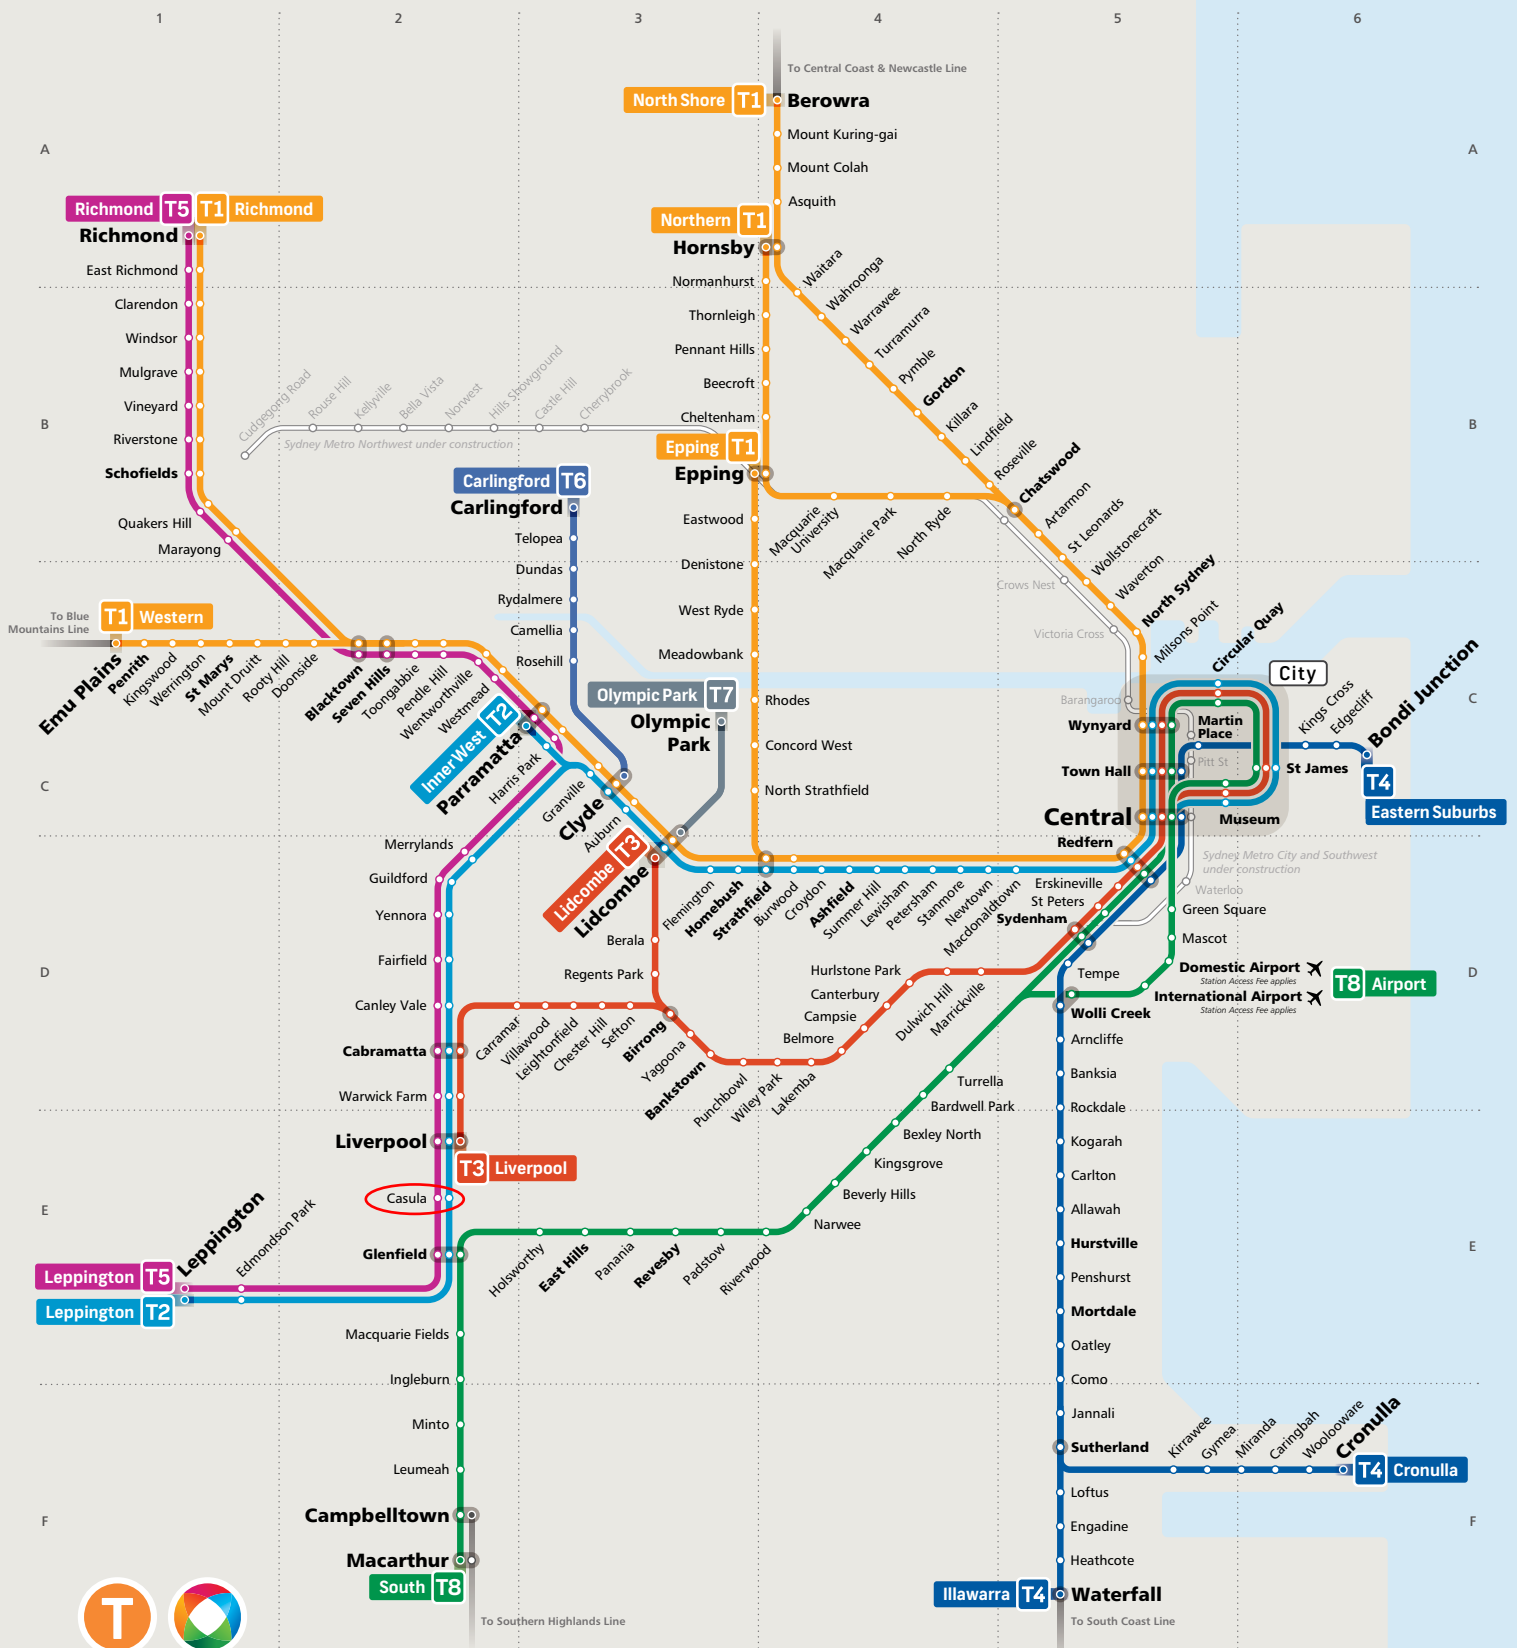 1
2
3
4
5
6
To Central Coast & Newcastle Line
North Shore T1
Berowra
Mount Kuring-gai
A
A
Mount Colah
Asquith
Richmond T5
T1 Richmond
Northern T1
Richmond
Hornsby
East Richmond
Normanhurst
Waitara
Wahroonga
Warrawee
Turramurra
Pymble
Gordon
Killara
Lindfield
Roseville
Chatswood
Artarmon
St Leonards
Wollstonecraft
Waverton
North Sydney
Milsons Point
Clarendon
Windsor
Mulgrave
Vineyard
Riverstone
Schofields
Quakers Hill
Marayong
Thornleigh
Pennant Hills
Beecroft
Cheltenham
B
B
Cudgegong Road
Rouse Hill
Kellyville
Bella Vista
Norwest
Hills Showground
Castle Hill
Cherrybrook
Sydney Metro Northwest under construction
Epping T1
Epping
Carlingford T6
Carlingford
Telopea
Dundas
Rydalmere
Camellia
Rosehill
Eastwood
Denistone
West Ryde
Meadowbank
Rhodes
Concord West
North Strathfield
Macquarie
University
Macquarie Park
North Ryde
Crows Nest
Victoria Cross
Barangaroo
To Blue
Mountains Line
T1 Western
Emu Plains
Penrith
Kingswood
Werrington
St Marys
Mount Druitt
Rooty Hill
Doonside
Blacktown
Seven Hills
Toongabbie
Pendle Hill
Wentworthville
Westmead
Inner West T2
Parramatta
Harris Park
Granville
Clyde
Auburn
Olympic Park T7
Olympic
Park
Circular Quay
City
Wynyard
Martin
Place
Pitt St
Town Hall
St James
Central
Museum
Redfern
Kings Cross
Edgecliff
Bondi Junction
T4
Eastern Suburbs
C
C
Lidcombe T3
Lidcombe
Flemington
Homebush
Strathfield
Burwood
Croydon
Ashfield
Summer Hill
Lewisham
Petersham
Stanmore
Newtown
Macdonaldtown
Erskineville
St Peters
Sydenham
Sydney Metro City and Southwest
under construction
Waterloo
Green Square
Mascot
Domestic Airport
Station Access Fee applies
International Airport
Station Access Fee applies
T8 Airport
Tempe
Wolli Creek
Merrylands
Guildford
Yennora
Fairfield
Canley Vale
Cabramatta
Warwick Farm
Liverpool
T3 Liverpool
Casula
Glenfield
Berala
Regents Park
D
D
Carramar
Villawood
Leightonfield
Chester Hill
Sefton
Birrong
Yagoona
Bankstown
Punchbowl
Wiley Park
Lakemba
Belmore
Campsie
Canterbury
Hurlstone Park
Dulwich Hill
Marrickville
Turrella
Bardwell Park
Bexley North
Kingsgrove
Beverly Hills
Narwee
Riverwood
Padstow
Revesby
Panania
East Hills
Holsworthy
E
E
Leppington
Edmondson Park
Leppington T5
Leppington T2
Macquarie Fields
Ingleburn
Minto
Leumeah
Campbelltown
Macarthur
South T8
To Southern Highlands Line
Arncliffe
Banksia
Rockdale
Kogarah
Carlton
Allawah
Hurstville
Penshurst
Mortdale
Oatley
Como
Jannali
Sutherland
Loftus
Engadine
Heathcote
Illawarra T4
Waterfall
To South Coast Line
Kirrawee
Gymea
Miranda
Caringbah
Woolooware
Cronulla
T4 Cronulla
F
F
T